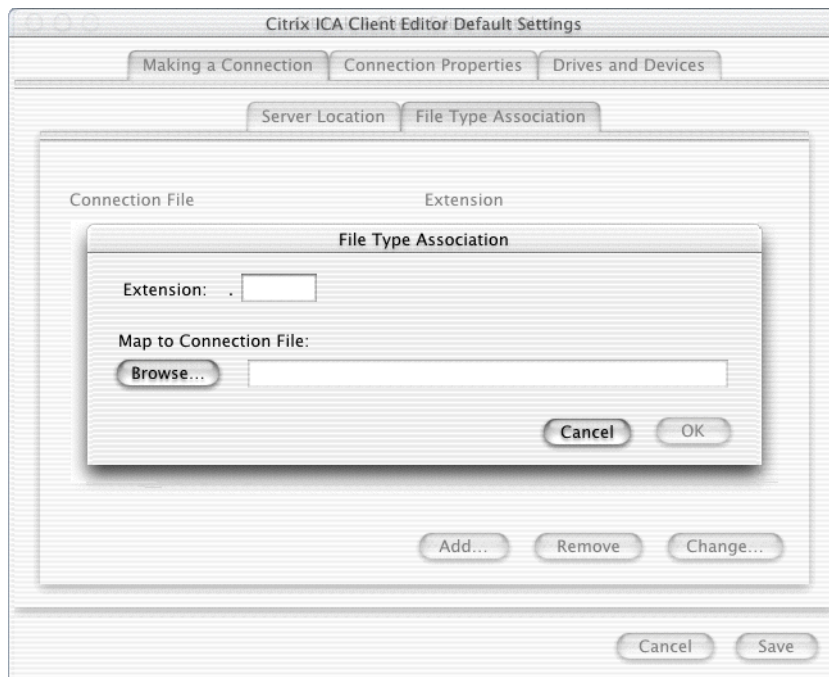 Citrix ICA Client Editor Default Settings
Making a Connection Connection Properties Drives and Devices
Server Location File Type Association
Connection File Extension
File Type Association
Extension: .
Map to Connection File:
Browse...
Cancel OK
Add... Remove Change...
Cancel Save